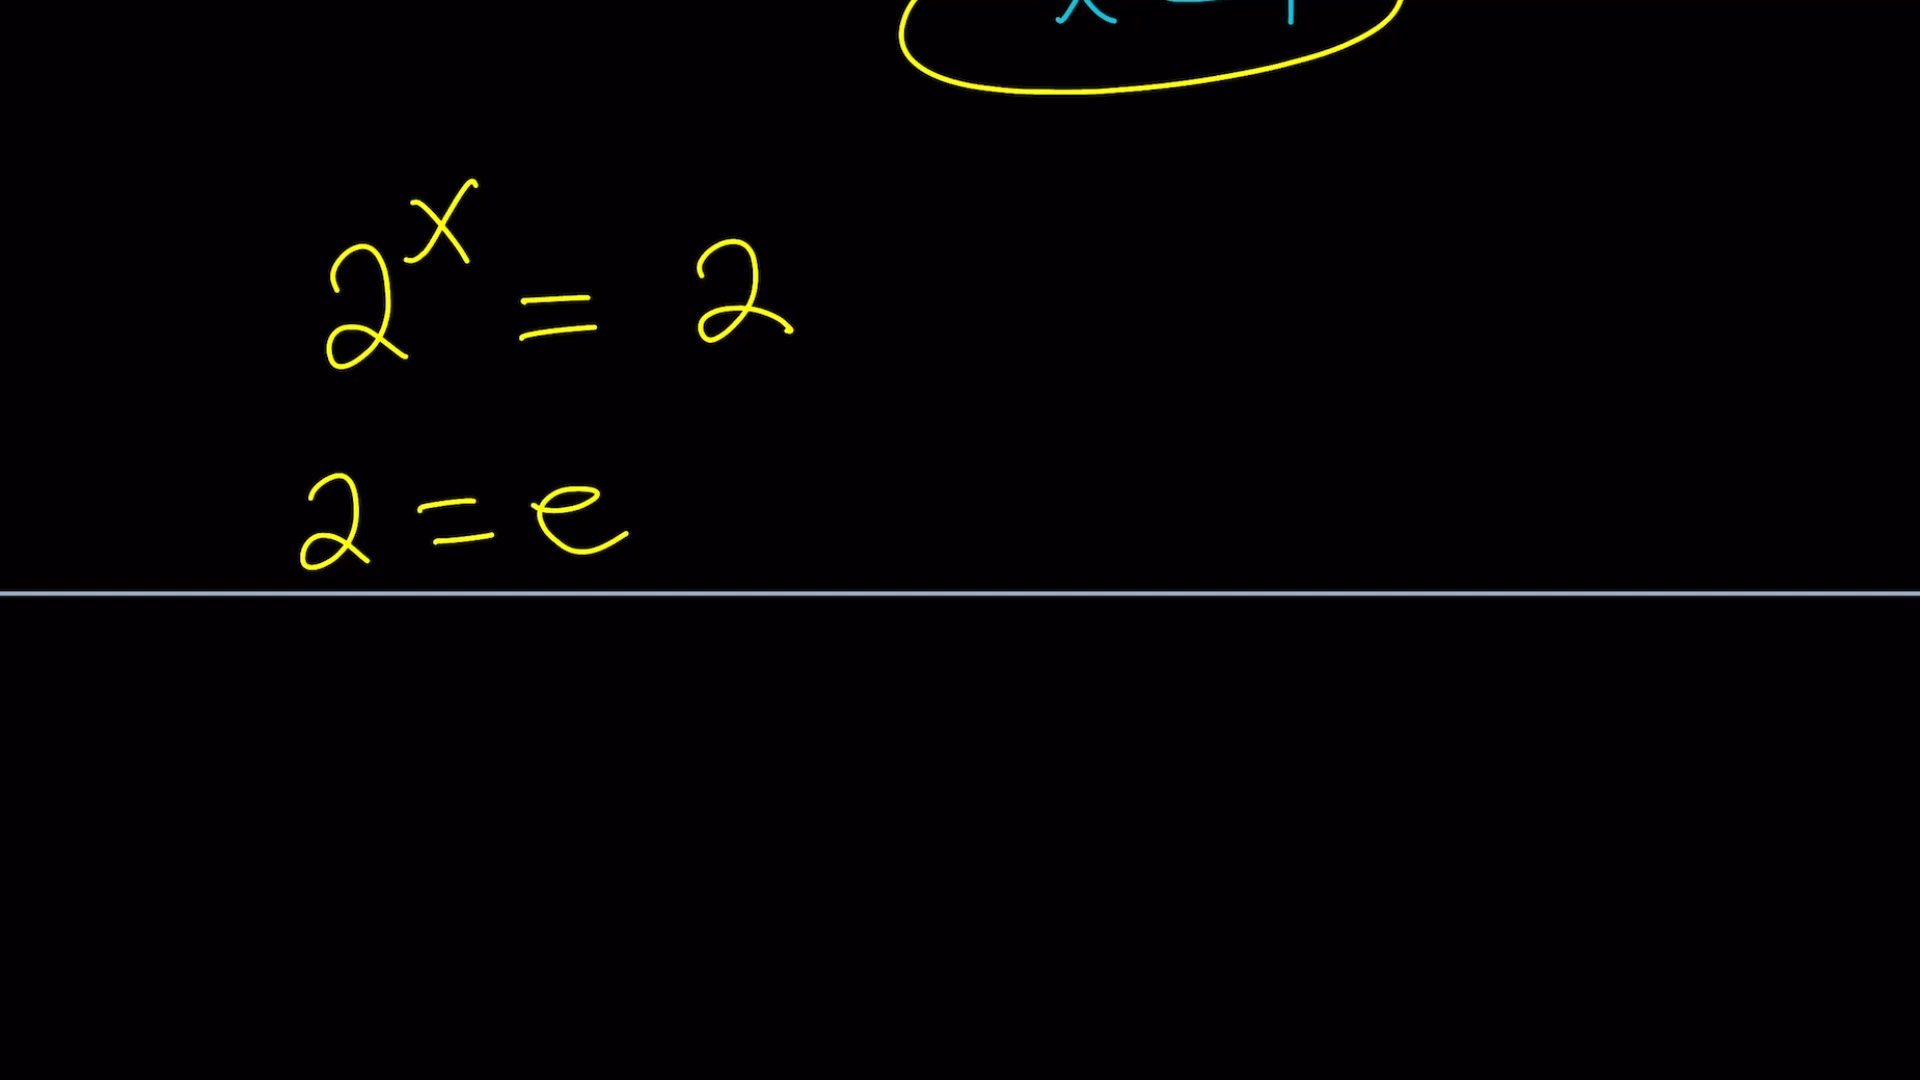 2^x = 2
2 = e